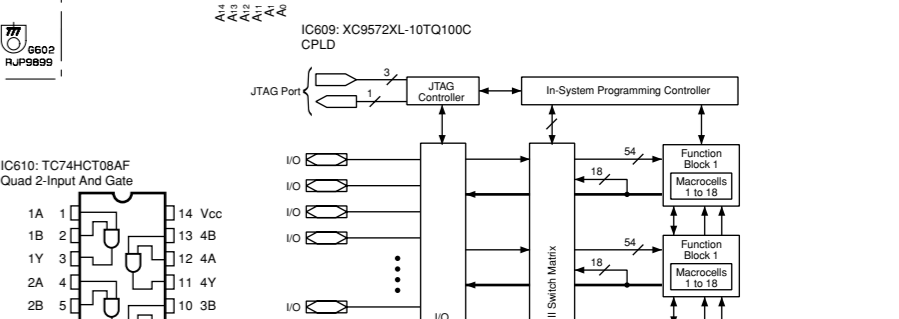 A14
A13
A12
A11
A1
A0
G602
RJP9899
IC609: XC9572XL-10TQ100C
CPLD
JTAG Port
3
1
JTAG
Controller
In-System Programming Controller
IC610: TC74HCT08AF
Quad 2-Input And Gate
1A 1
1B 2
1Y 3
2A 4
2B 5
14 Vcc
13 4B
12 4A
11 4Y
10 3B
I/O
I/O
I/O
I/O
I/O
I/O
II Switch Matrix
54
18
Function
Block 1
Macrocells
1 to 18
54
18
Function
Block 1
Macrocells
1 to 18